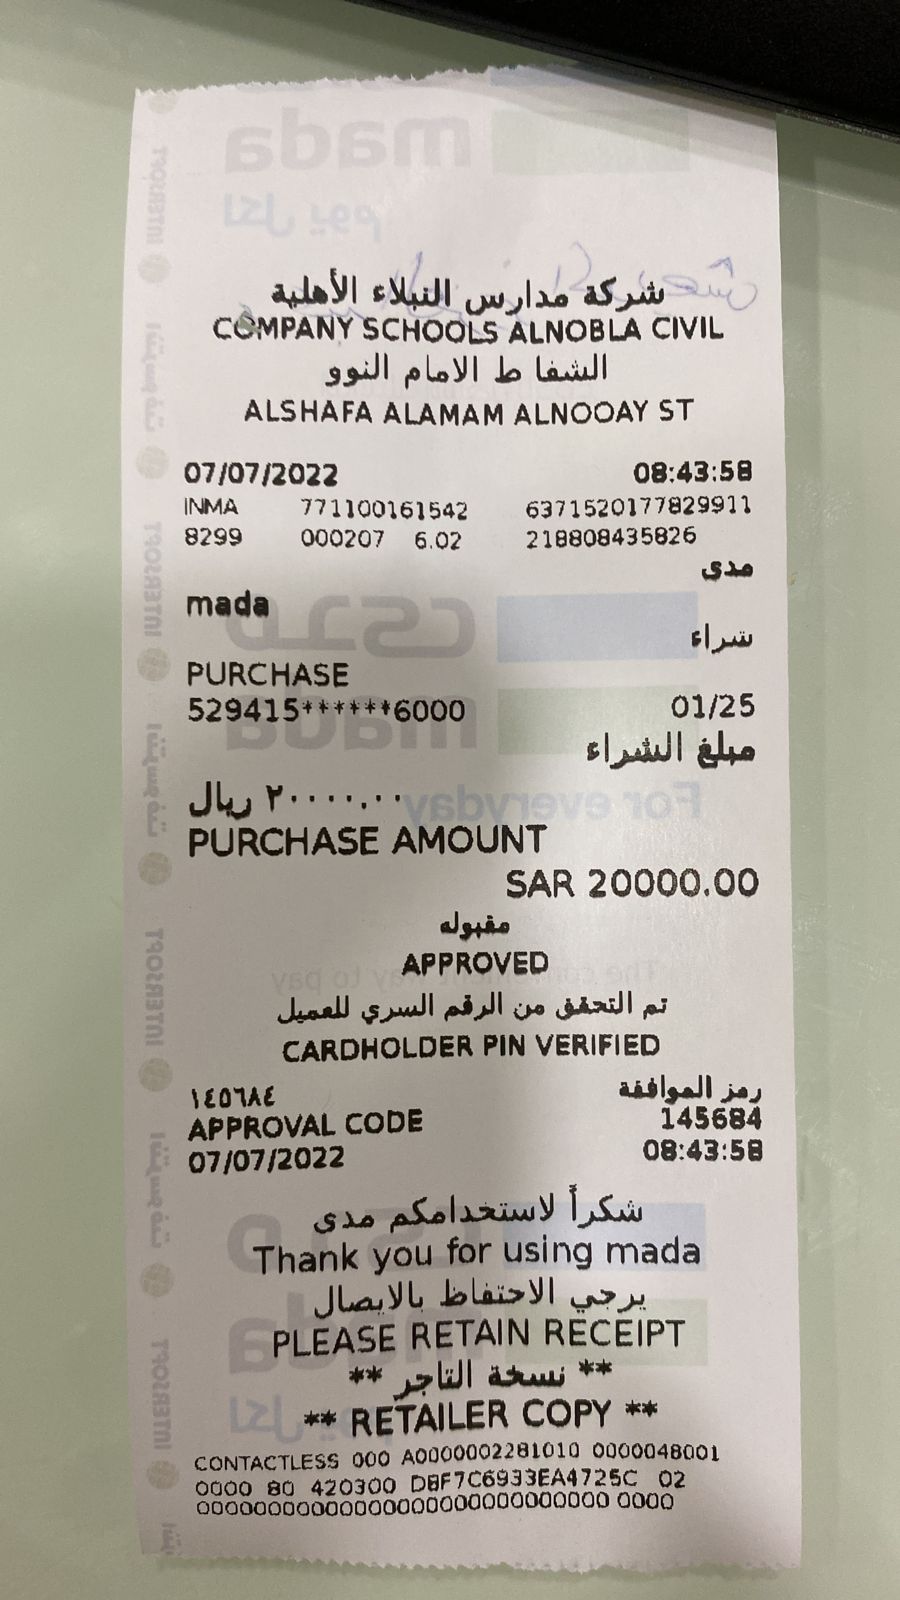 شركة مدارس النبلاء الأهلية
COMPANY SCHOOLS ALNOBLA CIVIL
الشفا ط الامام النوو
ALSHAFA ALAMAM ALNOOAY ST
07/07/2022 08:43:58
INMA 771100161542 6371520177829911
8299 000207 6.02 218808435826
مدى
mada
شراء
PURCHASE
529415******6000 01/25
مبلغ الشراء
٢٠٠٠٠.٠٠ ريال
PURCHASE AMOUNT
SAR 20000.00
مقبوله
APPROVED
تم التحقق من الرقم السري للعميل
CARDHOLDER PIN VERIFIED
رمز الموافقة ١٤٥٦٨٤
APPROVAL CODE 145684
07/07/2022 08:43:58
شكراً لاستخدامكم مدى
Thank you for using mada
يرجي الاحتفاظ بالايصال
PLEASE RETAIN RECEIPT
** نسخة التاجر **
** RETAILER COPY **
CONTACTLESS 000 A0000002281010 0000048001
0000 80 420300 DBF7C6933EA4725C 02
0000000000000000000000000000 0000